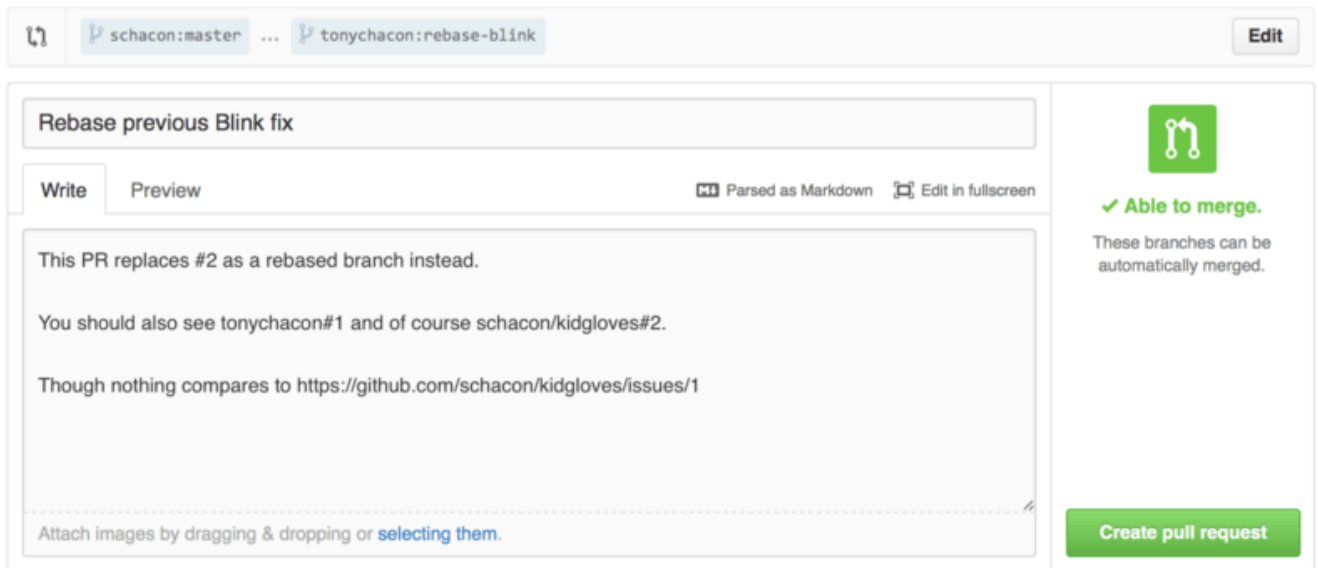 schacon:master ... tonychacon:rebase-blink Edit
Rebase previous Blink fix
Write Preview Parsed as Markdown Edit in fullscreen
This PR replaces #2 as a rebased branch instead.
You should also see tonychacon#1 and of course schacon/kidgloves#2.
Though nothing compares to https://github.com/schacon/kidgloves/issues/1
Attach images by dragging & dropping or selecting them.
Able to merge.
These branches can be
automatically merged.
Create pull request